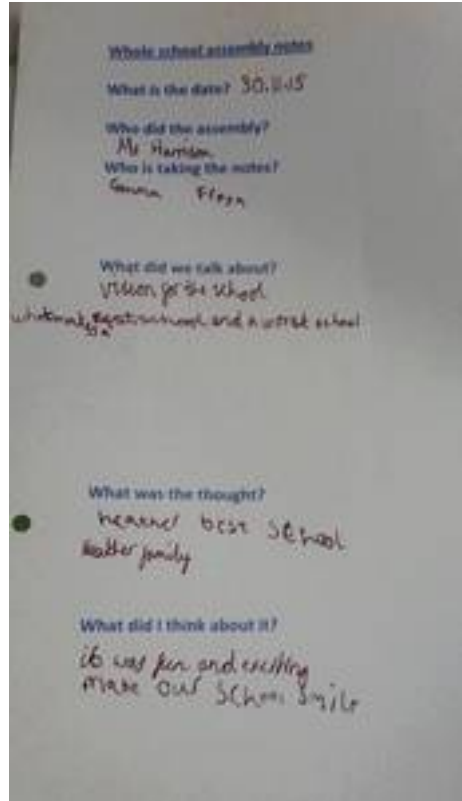 Whole school assembly notes
What is the date? 30.11.15
Who did the assembly?
Mr Harrison
Who is taking the notes?
What did we talk about?
vision for the school
best school and a worst school
What was the thought?
best school
family
What did I think about it?
it was fun and exciting
make our school smile